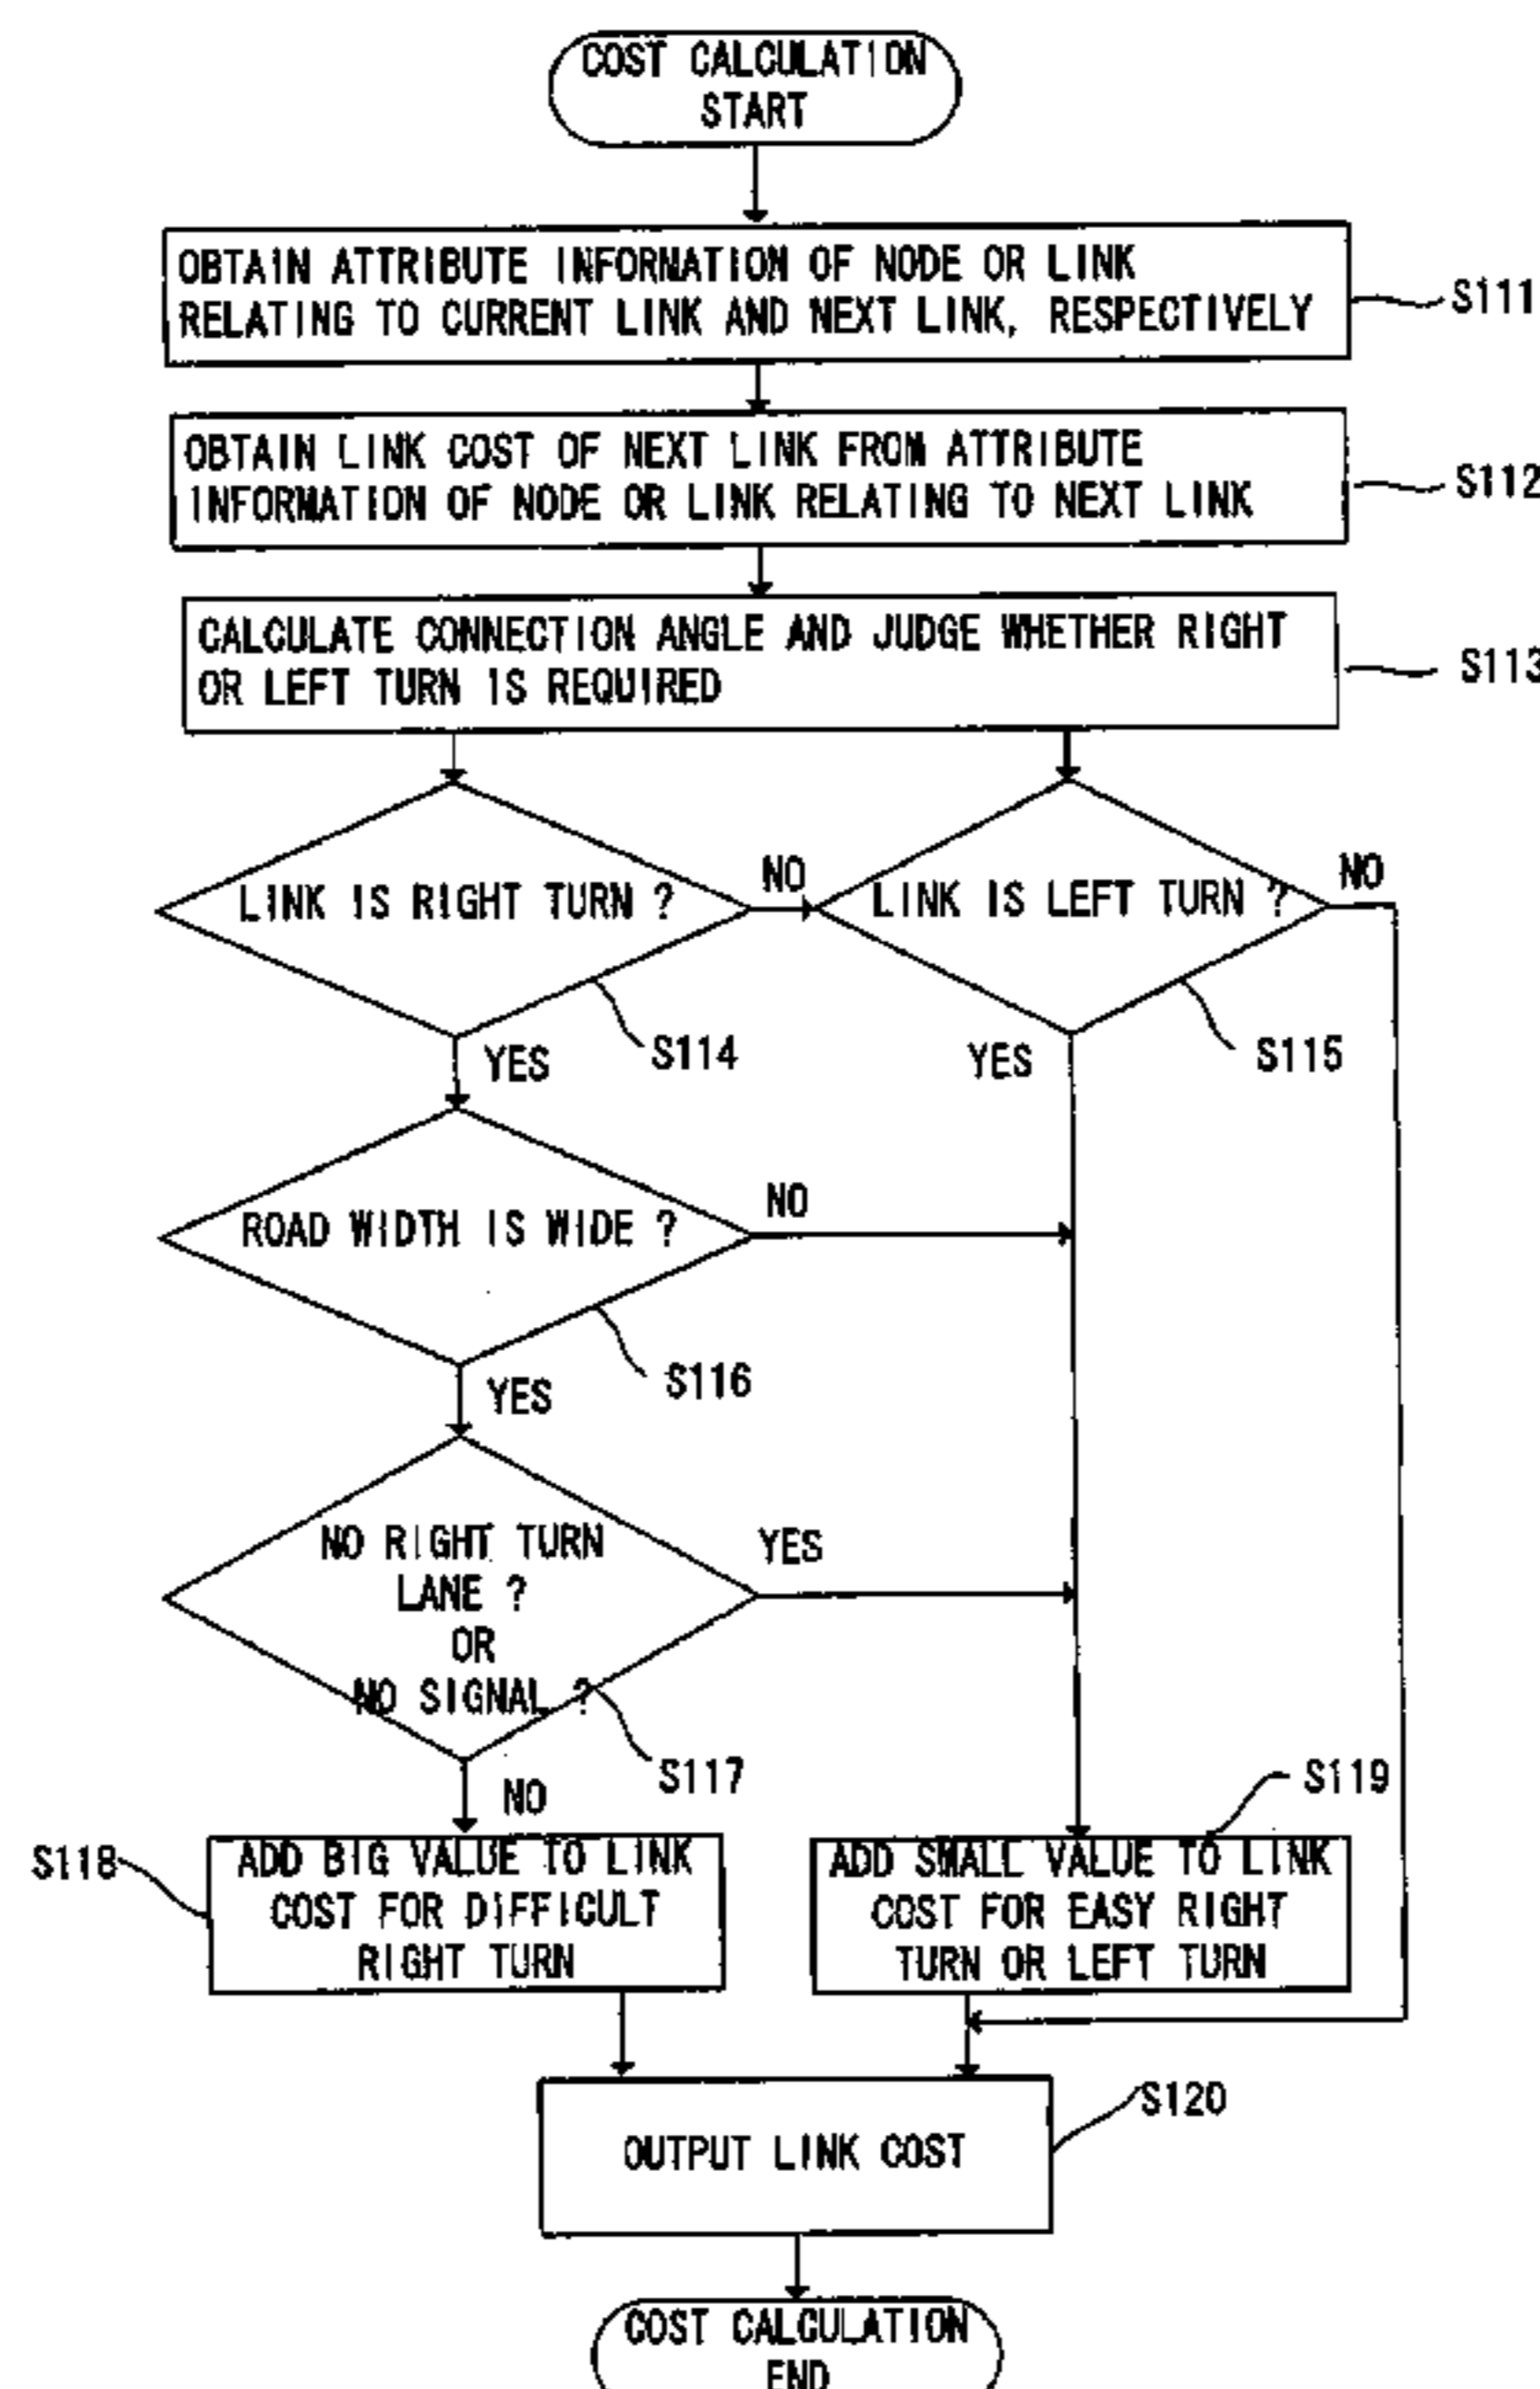 COST CALCULATION
START
OBTAIN ATTRIBUTE INFORMATION OF NODE OR LINK
RELATING TO CURRENT LINK AND NEXT LINK, RESPECTIVELY
S111
OBTAIN LINK COST OF NEXT LINK FROM ATTRIBUTE
INFORMATION OF NODE OR LINK RELATING TO NEXT LINK
S112
CALCULATE CONNECTION ANGLE AND JUDGE WHETHER RIGHT
OR LEFT TURN IS REQUIRED
S113
LINK IS RIGHT TURN ?
NO
LINK IS LEFT TURN ?
NO
YES
S114
YES
S115
ROAD WIDTH IS WIDE ?
NO
YES
S116
NO RIGHT TURN
LANE ?
OR
NO SIGNAL ?
YES
S117
NO
S118
ADD BIG VALUE TO LINK
COST FOR DIFFICULT
RIGHT TURN
S119
ADD SMALL VALUE TO LINK
COST FOR EASY RIGHT
TURN OR LEFT TURN
OUTPUT LINK COST
S120
COST CALCULATION
END